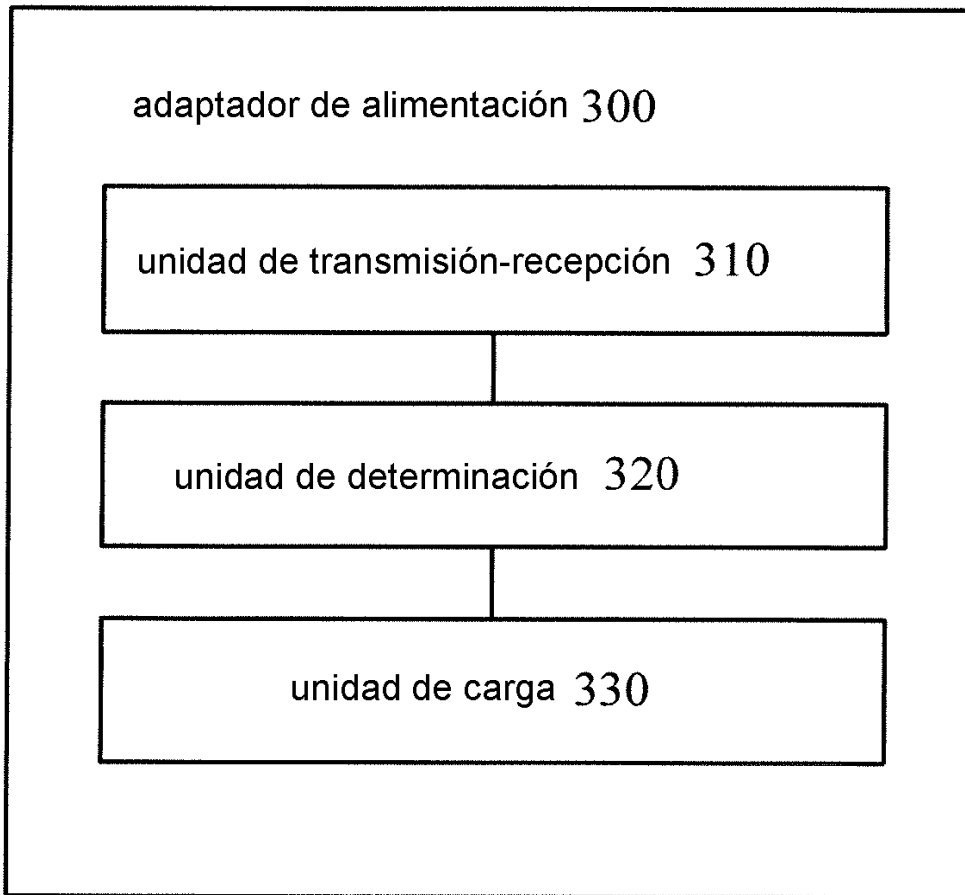 adaptador de alimentación 300
unidad de transmisión-recepción 310
unidad de determinación 320
unidad de carga 330